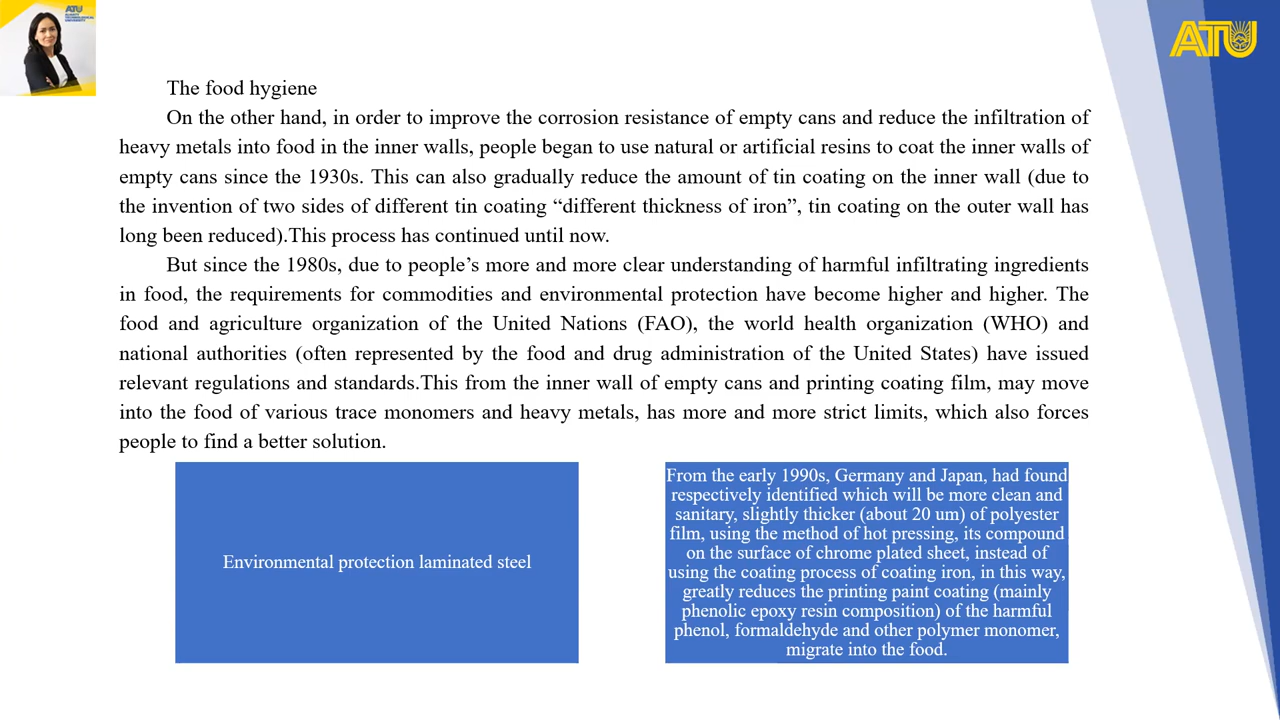 ATU
ALMATY
TECHNOLOGICAL
UNIVERSITY
ATU
The food hygiene
On the other hand, in order to improve the corrosion resistance of empty cans and reduce the infiltration of
heavy metals into food in the inner walls, people began to use natural or artificial resins to coat the inner walls of
empty cans since the 1930s. This can also gradually reduce the amount of tin coating on the inner wall (due to
the invention of two sides of different tin coating “different thickness of iron”, tin coating on the outer wall has
long been reduced).This process has continued until now.
But since the 1980s, due to people’s more and more clear understanding of harmful infiltrating ingredients
in food, the requirements for commodities and environmental protection have become higher and higher. The
food and agriculture organization of the United Nations (FAO), the world health organization (WHO) and
national authorities (often represented by the food and drug administration of the United States) have issued
relevant regulations and standards.This from the inner wall of empty cans and printing coating film, may move
into the food of various trace monomers and heavy metals, has more and more strict limits, which also forces
people to find a better solution.
Environmental protection laminated steel
From the early 1990s, Germany and Japan, had found
respectively identified which will be more clean and
sanitary, slightly thicker (about 20 um) of polyester
film, using the method of hot pressing, its compound
on the surface of chrome plated sheet, instead of
using the coating process of coating iron, in this way,
greatly reduces the printing paint coating (mainly
phenolic epoxy resin composition) of the harmful
phenol, formaldehyde and other polymer monomer,
migrate into the food.